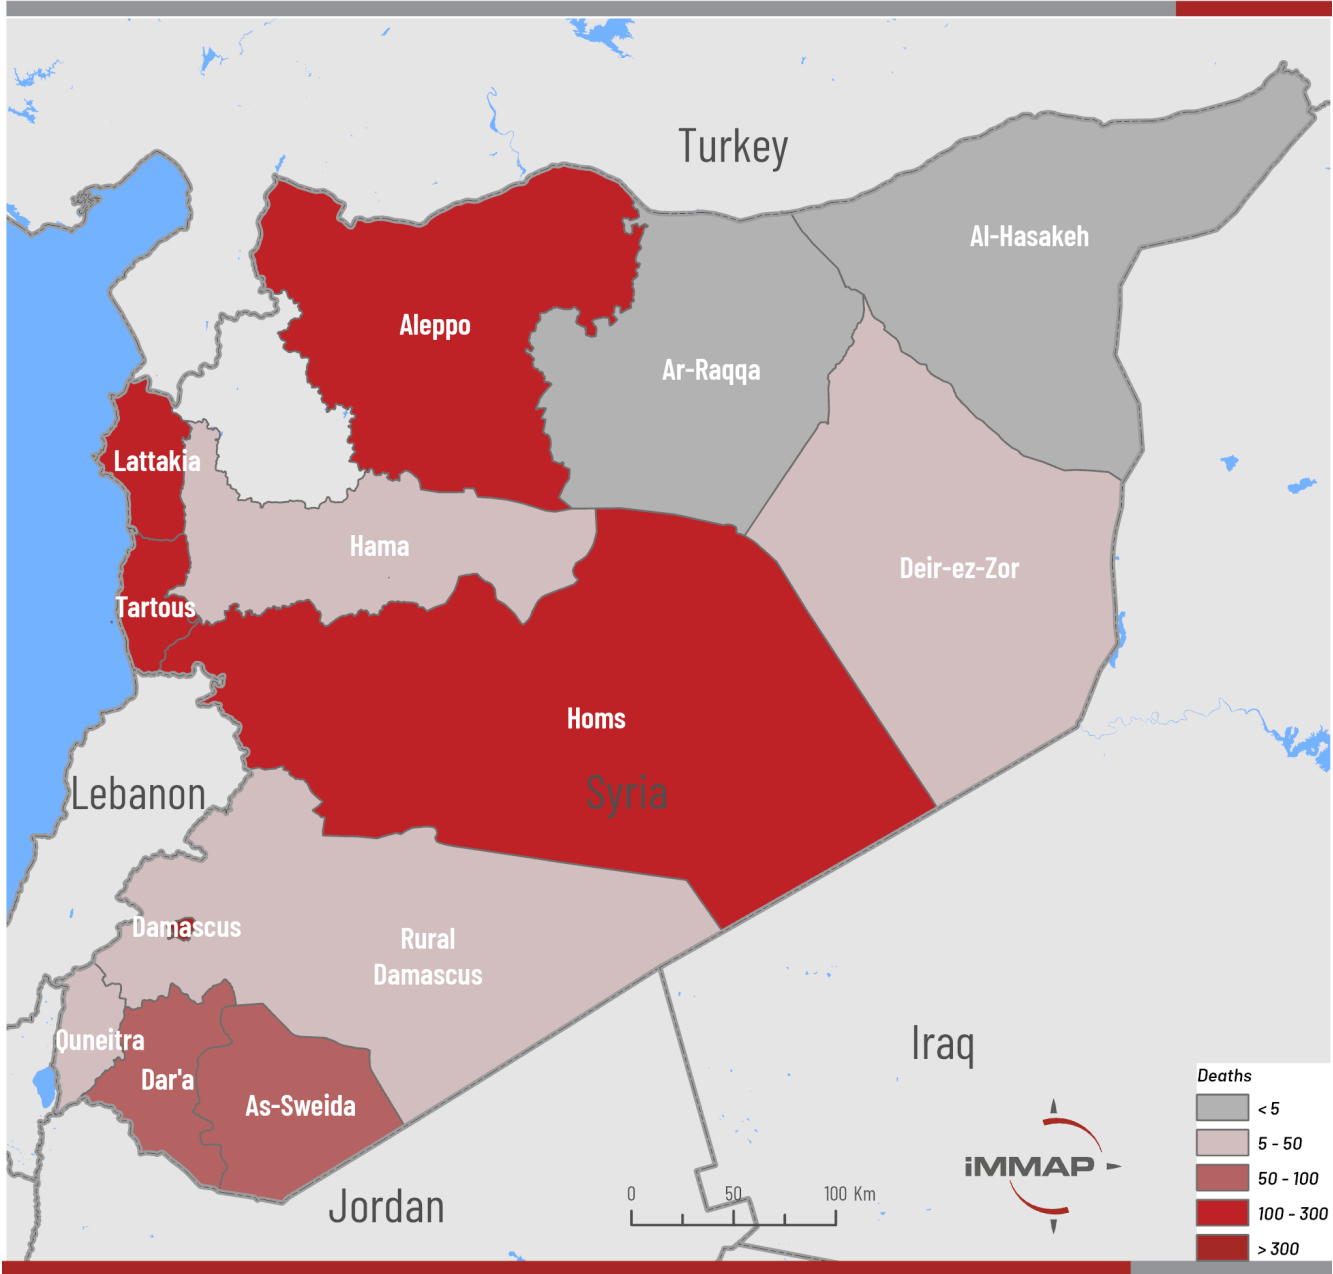 Turkey
Al-Hasakeh
Aleppo
Ar-Raqqa
Lattakia
Hama
Deir-ez-Zor
Tartous
Homs
Syria
Lebanon
Damascus
Rural
Damascus
Quneitra
Dar'a
As-Sweida
Iraq
Jordan
iMMAP
0 50 100 Km
Deaths
< 5
5 - 50
50 - 100
100 - 300
> 300